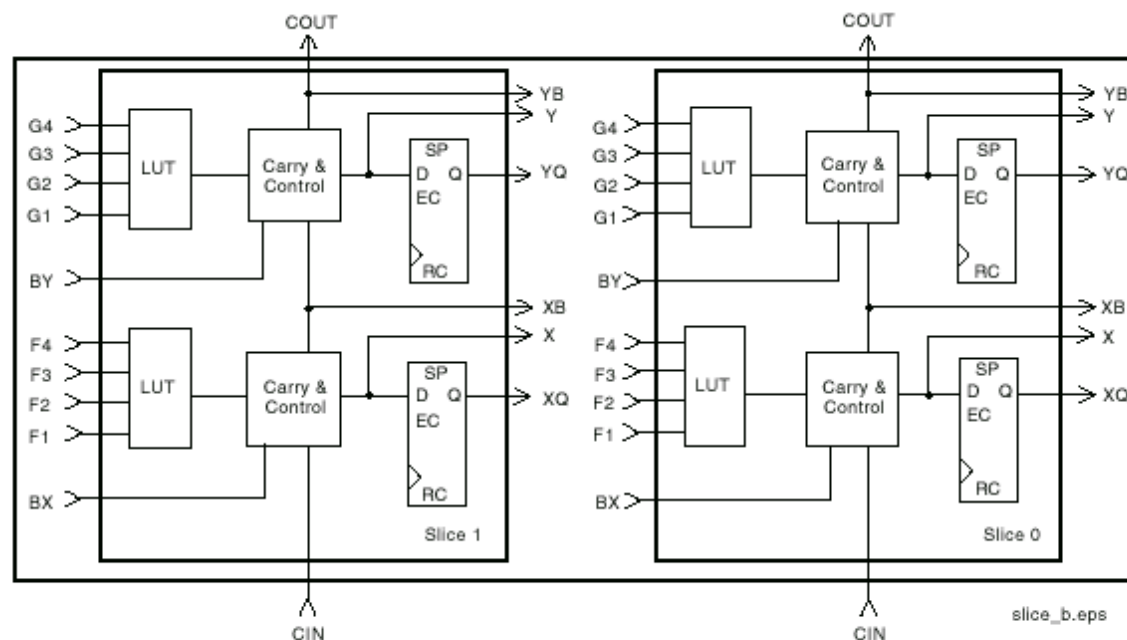 COUT
YB
Y
G4
G3
G2
G1
LUT
Carry &
Control
SP
D Q
EC
RC
YQ
BY
XB
X
F4
F3
F2
F1
LUT
Carry &
Control
SP
D Q
EC
RC
XQ
BX
Slice 1
CIN
COUT
YB
Y
G4
G3
G2
G1
LUT
Carry &
Control
SP
D Q
EC
RC
YQ
BY
XB
X
F4
F3
F2
F1
LUT
Carry &
Control
SP
D Q
EC
RC
XQ
BX
Slice 0
CIN
slice_b.eps